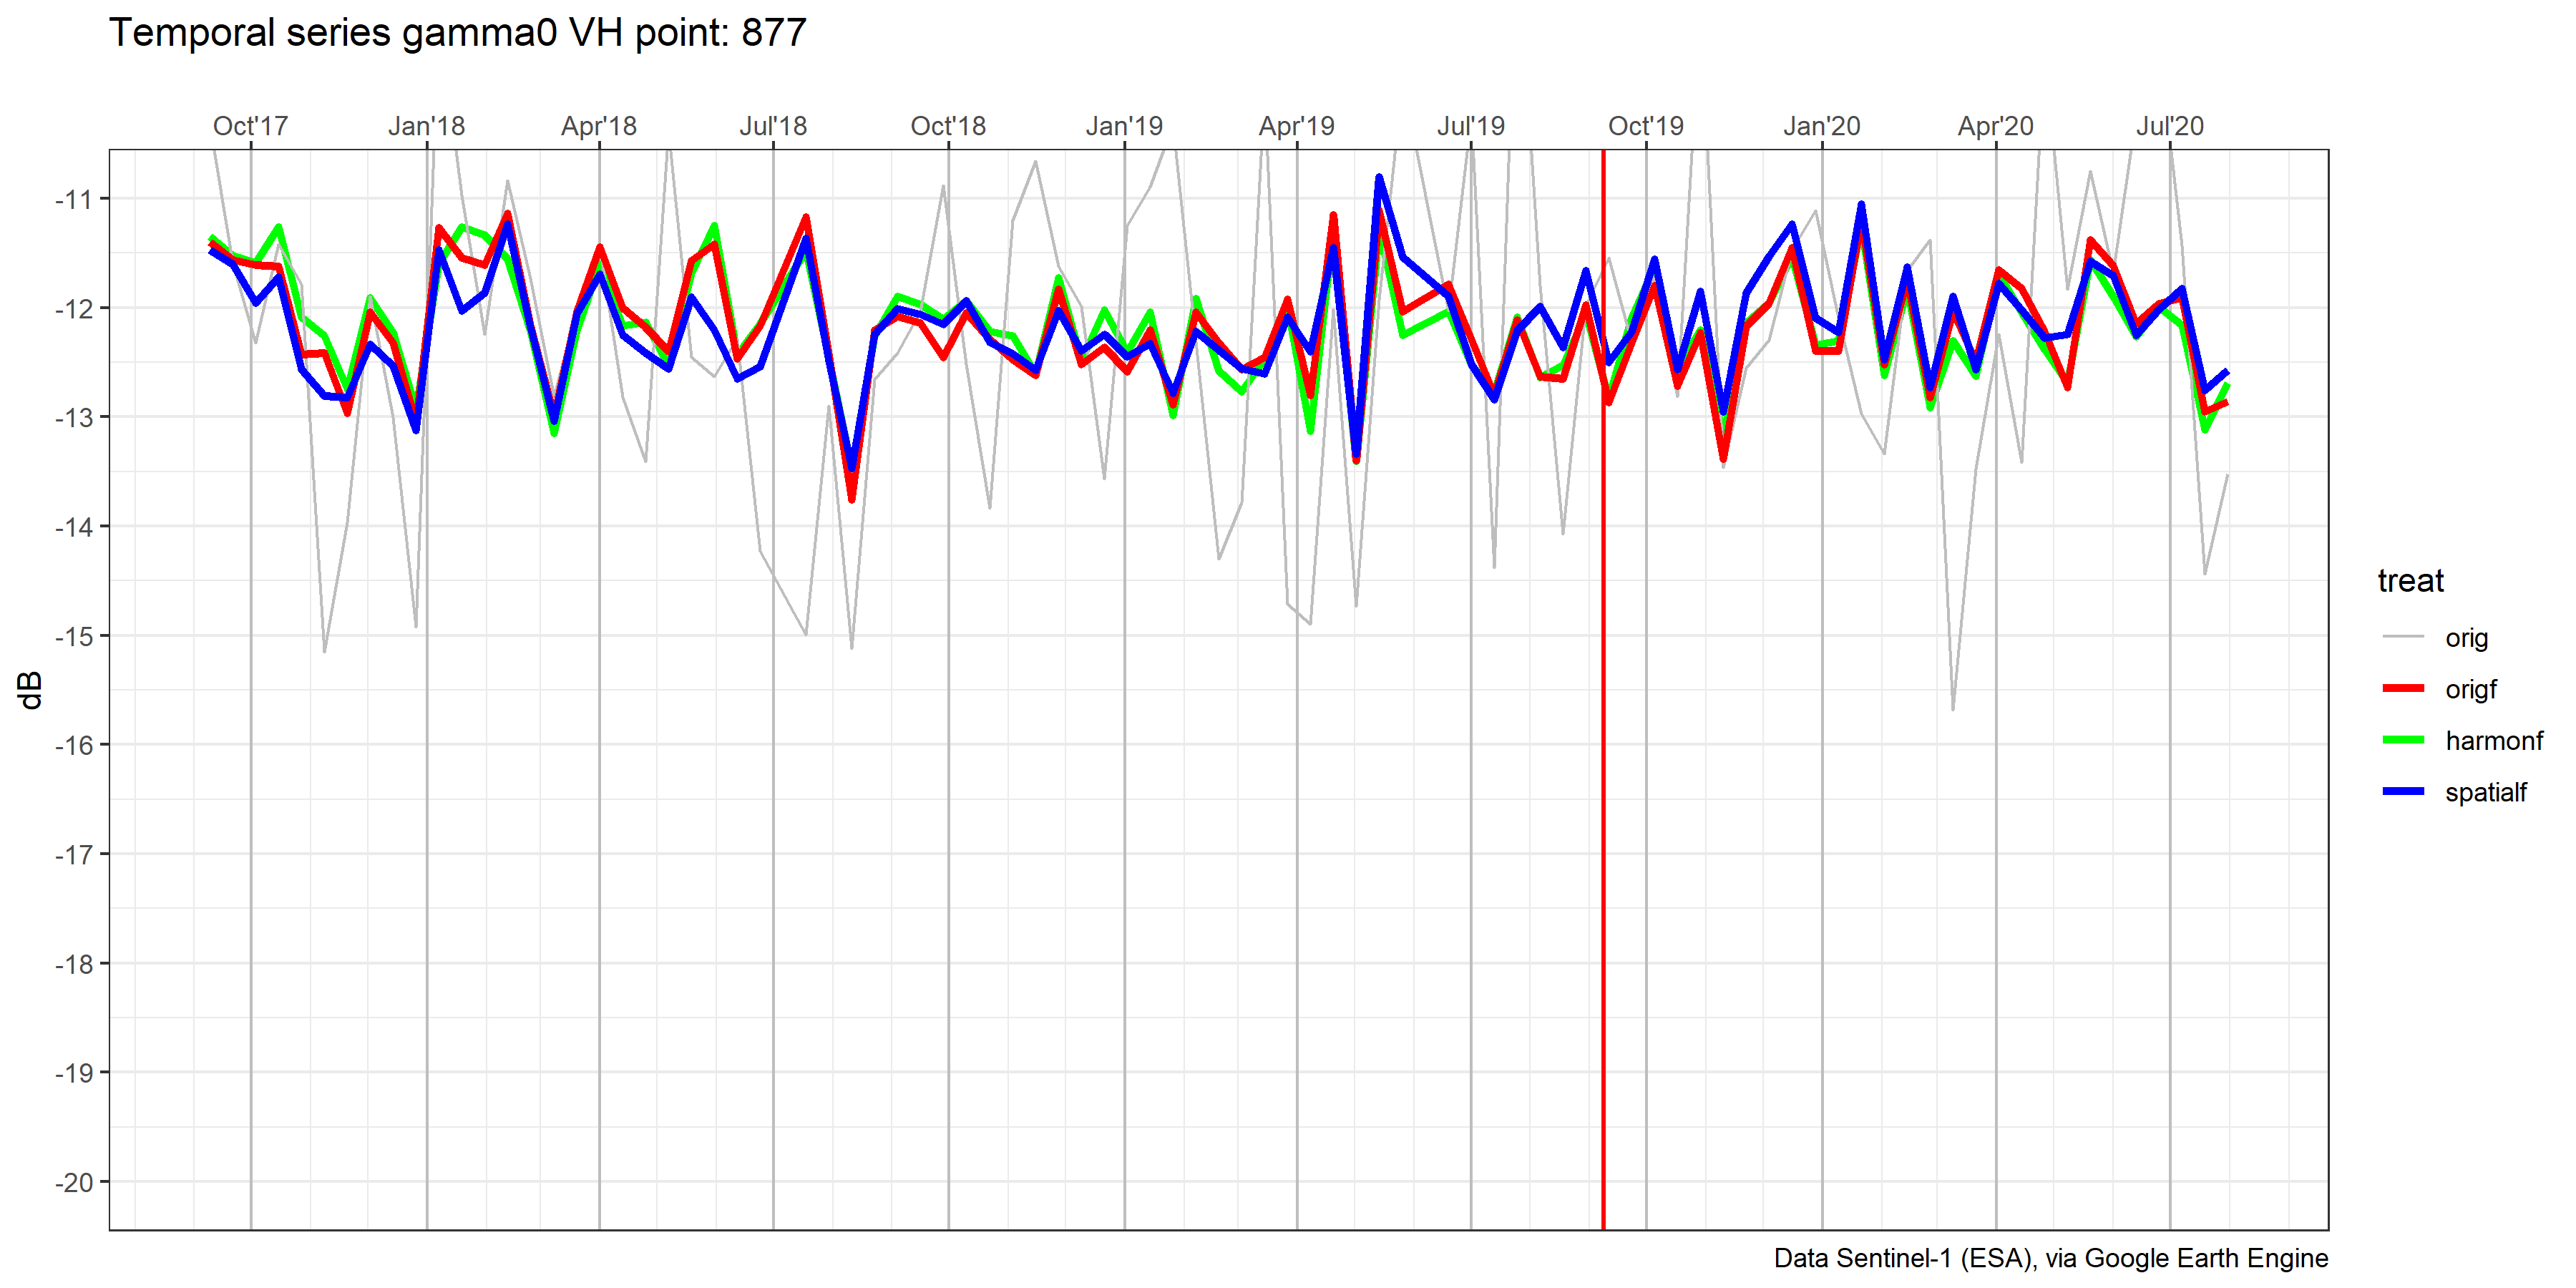 Temporal series gamma0 VH point: 877
Oct'17 Jan'18 Apr'18 Jul'18 Oct'18 Jan'19 Apr'19 Jul'19 Oct'19 Jan'20 Apr'20 Jul'20
-11
-12
-13
-14
-15
-16
-17
-18
-19
-20
dB
treat
orig
origf
harmonf
spatialf
Data Sentinel-1 (ESA), via Google Earth Engine